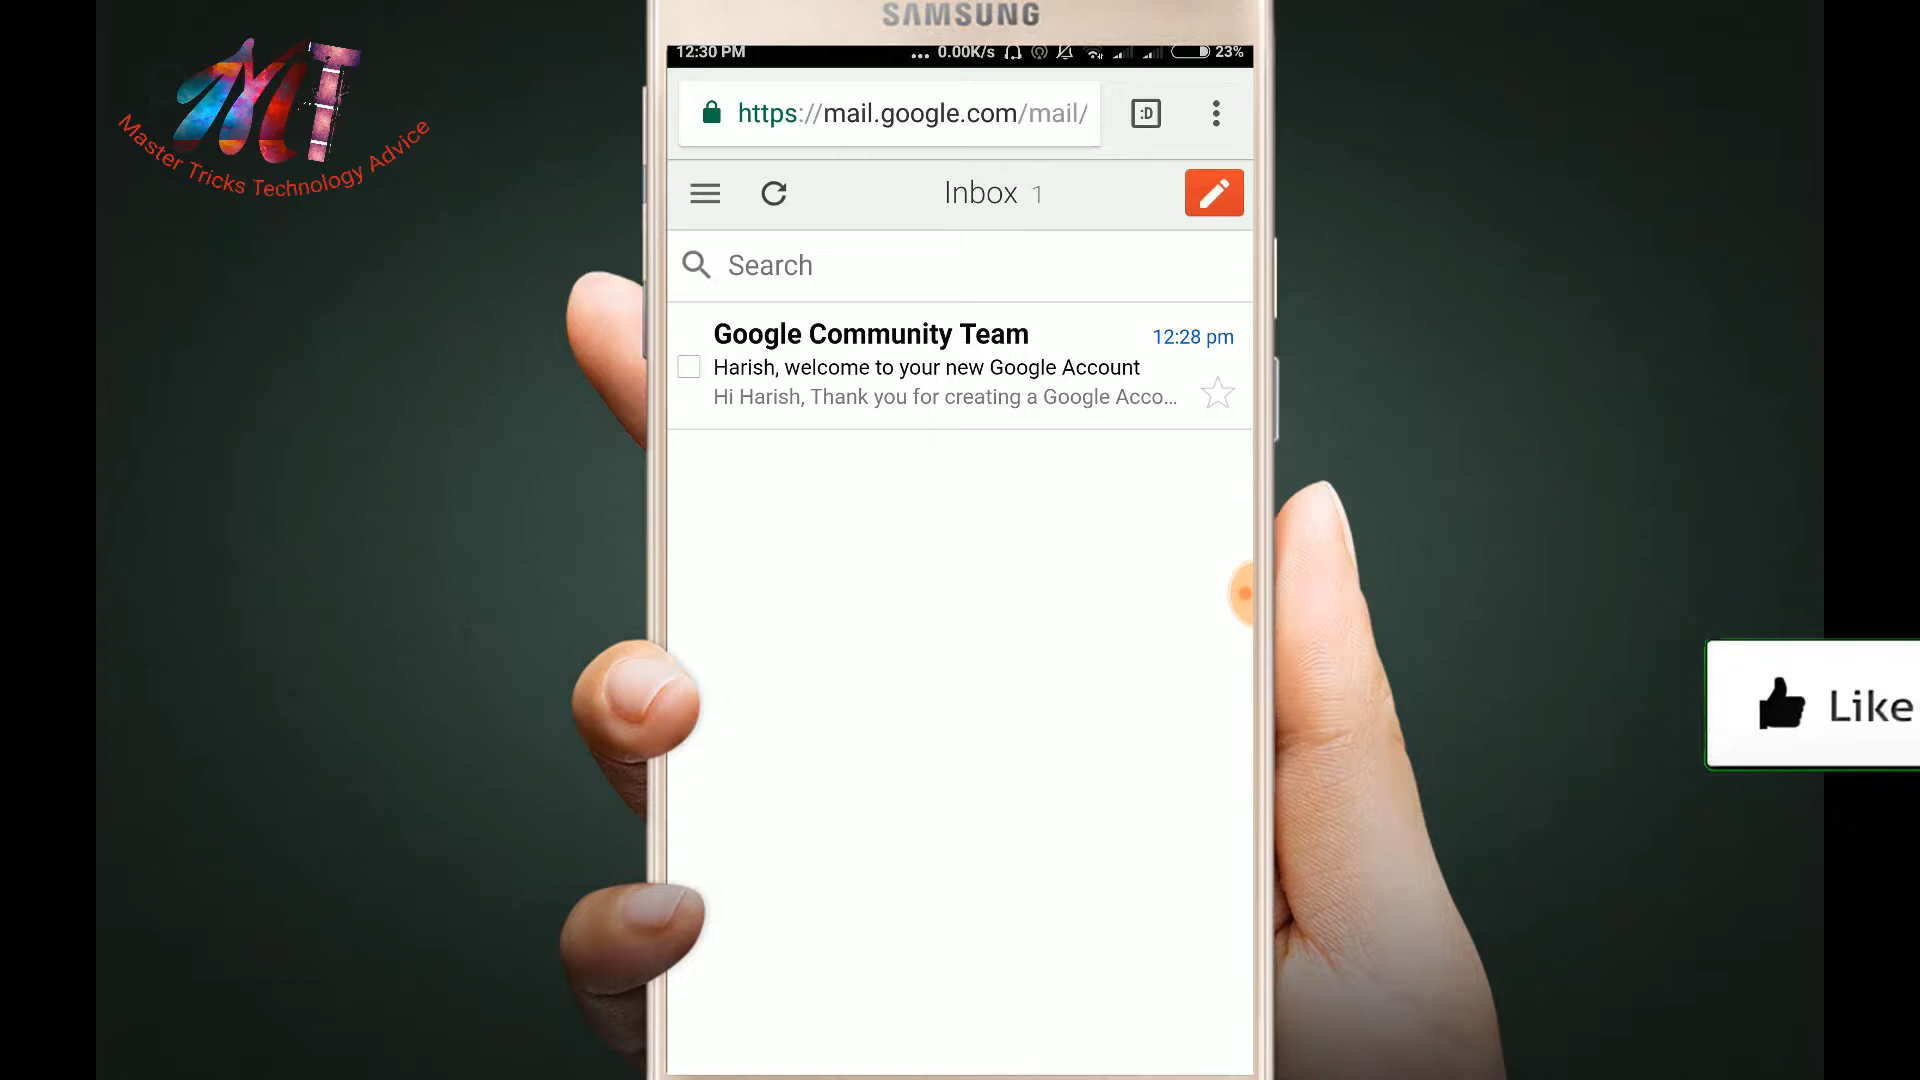 SAMSUNG
12:30 PM ... 0.00K/s 23%
MT
Master Tricks Technology Advice
https://mail.google.com/mail/
:D
Inbox 1
Search
Google Community Team 12:28 pm
Harish, welcome to your new Google Account
Hi Harish, Thank you for creating a Google Acco...
Like